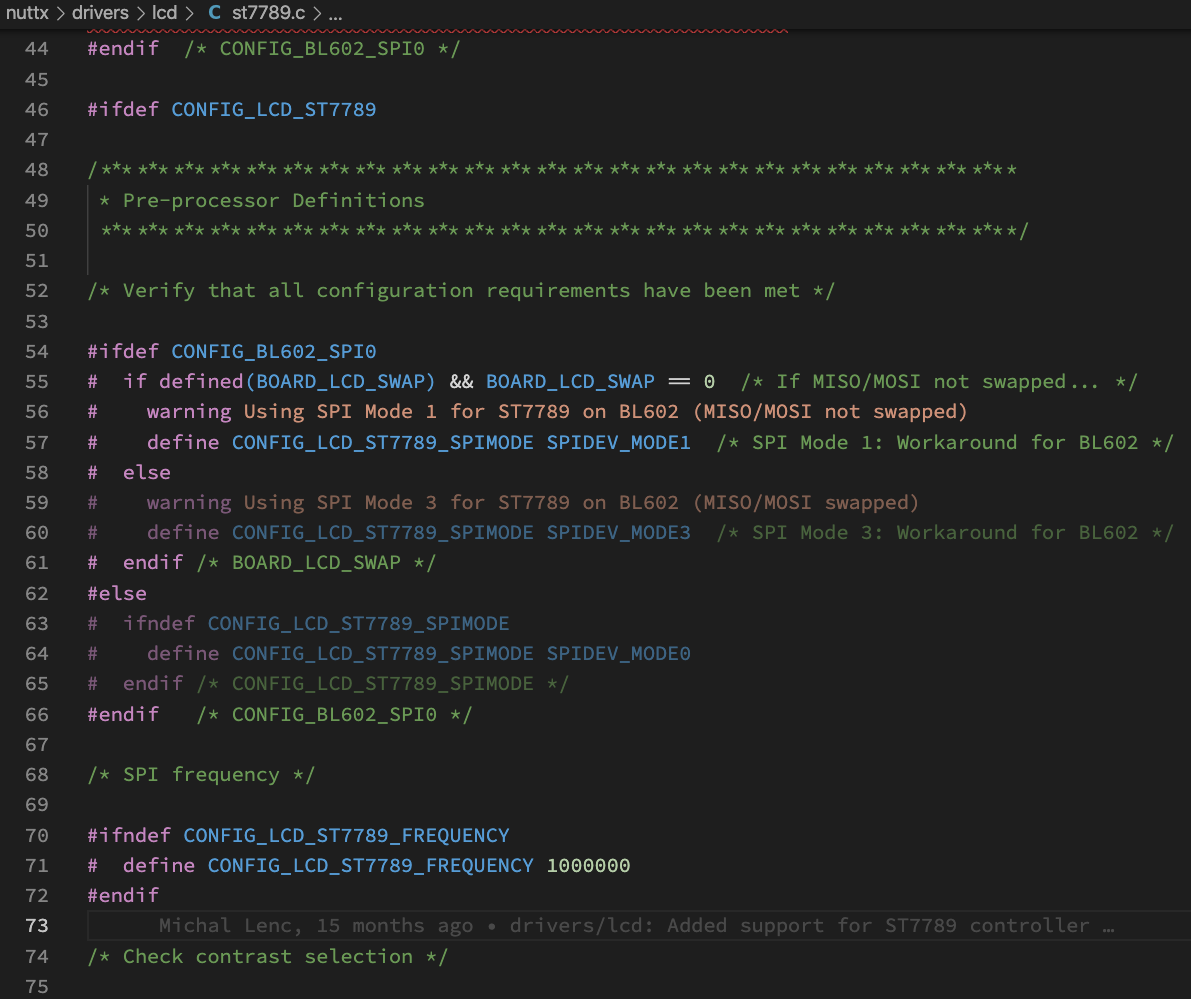 nuttx > drivers > lcd > C st7789.c > ...
44 #endif  /* CONFIG_BL602_SPI0 */
45
46 #ifdef CONFIG_LCD_ST7789
47
48 /****************************************************************************
49  * Pre-processor Definitions
50  ****************************************************************************/
51
52 /* Verify that all configuration requirements have been met */
53
54 #ifdef CONFIG_BL602_SPI0
55 #  if defined(BOARD_LCD_SWAP) && BOARD_LCD_SWAP == 0  /* If MISO/MOSI not swapped... */
56 #    warning Using SPI Mode 1 for ST7789 on BL602 (MISO/MOSI not swapped)
57 #    define CONFIG_LCD_ST7789_SPIMODE SPIDEV_MODE1  /* SPI Mode 1: Workaround for BL602 */
58 #  else
59 #    warning Using SPI Mode 3 for ST7789 on BL602 (MISO/MOSI swapped)
60 #    define CONFIG_LCD_ST7789_SPIMODE SPIDEV_MODE3  /* SPI Mode 3: Workaround for BL602 */
61 #  endif /* BOARD_LCD_SWAP */
62 #else
63 #  ifndef CONFIG_LCD_ST7789_SPIMODE
64 #    define CONFIG_LCD_ST7789_SPIMODE SPIDEV_MODE0
65 #  endif /* CONFIG_LCD_ST7789_SPIMODE */
66 #endif   /* CONFIG_BL602_SPI0 */
67
68 /* SPI frequency */
69
70 #ifndef CONFIG_LCD_ST7789_FREQUENCY
71 #  define CONFIG_LCD_ST7789_FREQUENCY 1000000
72 #endif
73 Michal Lenc, 15 months ago • drivers/lcd: Added support for ST7789 controller …
74 /* Check contrast selection */
75